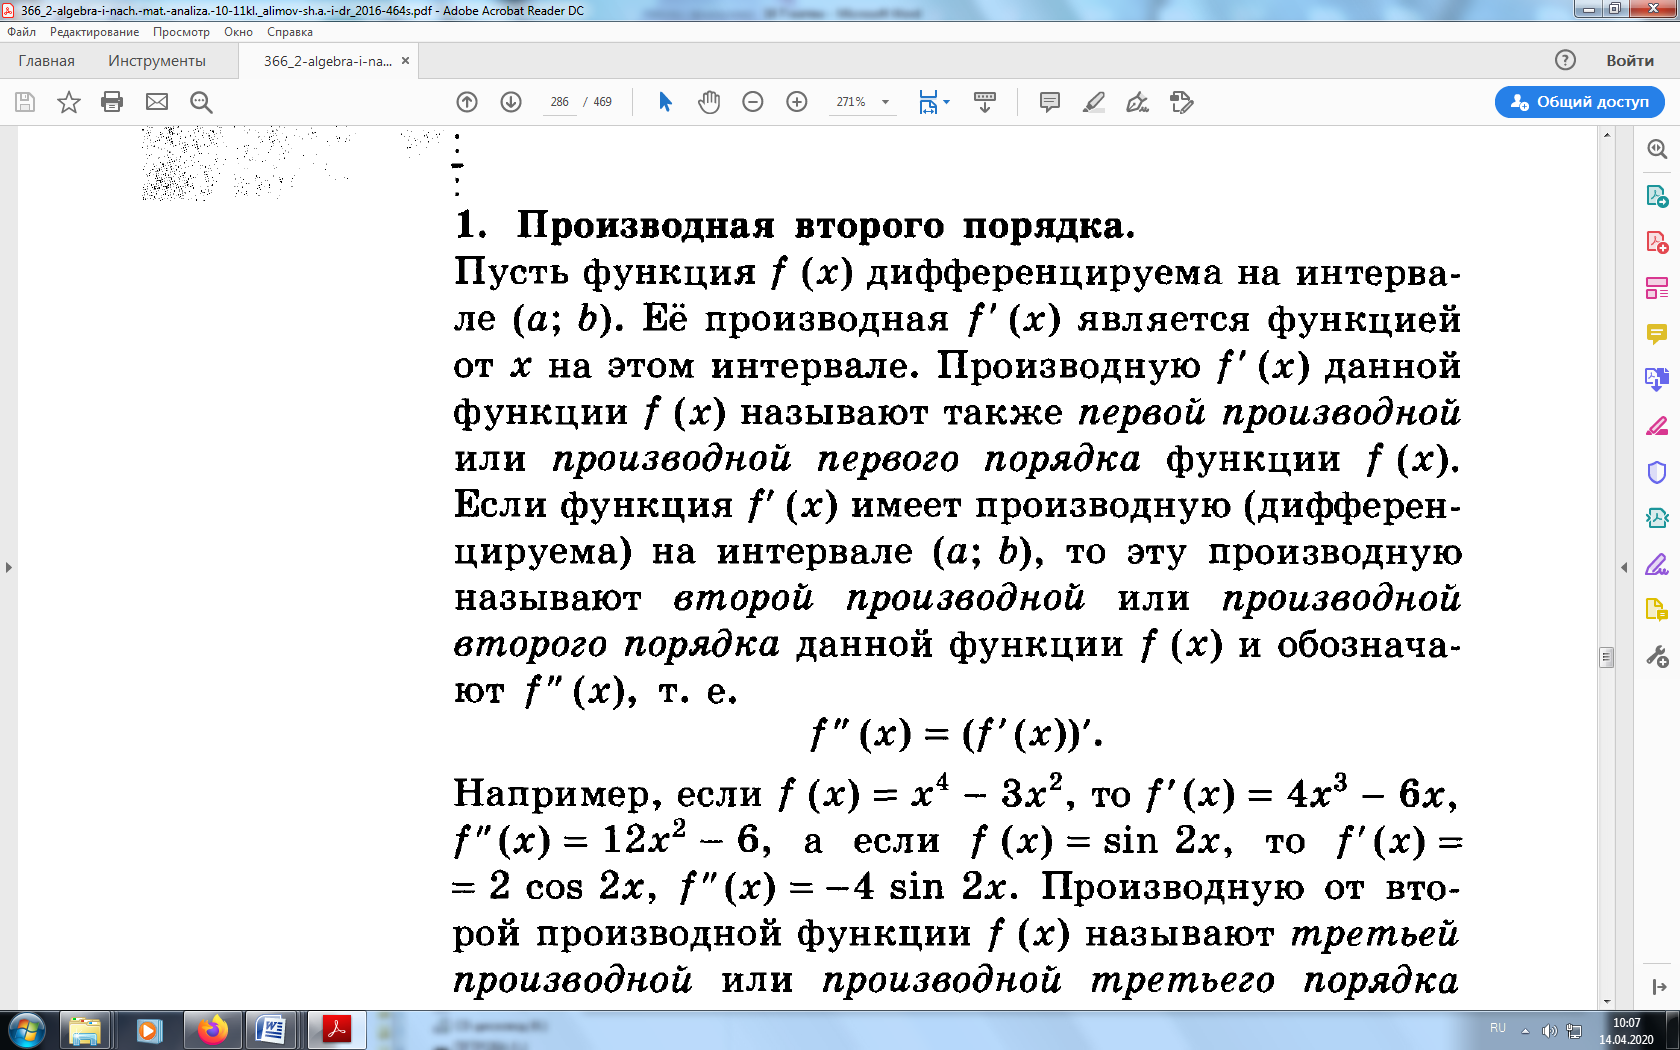 366_2-algebra-i-nach.-mat.-analiza.-10-11kl._alimov-sh.a.-i-dr_2016-464s.pdf - Adobe Acrobat Reader DC
Файл Редактирование Просмотр Окно Справка
Главная Инструменты 366_2-algebra-i-na... × Войти
286 / 469 271% Общий доступ
1. Производная второго порядка.
Пусть функция f (x) дифференцируема на интерва-
ле (a; b). Её производная f′ (x) является функцией
от x на этом интервале. Производную f′ (x) данной
функции f (x) называют также первой производной
или производной первого порядка функции f (x).
Если функция f′ (x) имеет производную (дифферен-
цируема) на интервале (a; b), то эту производную
называют второй производной или производной
второго порядка данной функции f (x) и обознача-
ют f″ (x), т. е.
f″ (x) = (f′(x))′.
Например, если f (x) = x⁴ − 3x², то f′(x) = 4x³ − 6x,
f″(x) = 12x² − 6, а если f (x) = sin 2x, то f′(x) =
= 2 cos 2x, f″(x) = −4 sin 2x. Производную от вто-
рой производной функции f (x) называют третьей
производной или производной третьего порядка
RU 10:07
14.04.2020